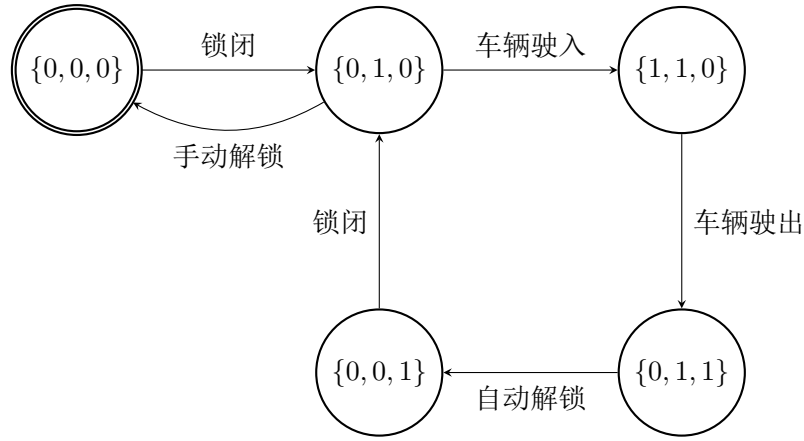 {0, 0, 0}
锁闭
{0, 1, 0}
车辆驶入
{1, 1, 0}
手动解锁
锁闭
车辆驶出
{0, 0, 1}
自动解锁
{0, 1, 1}